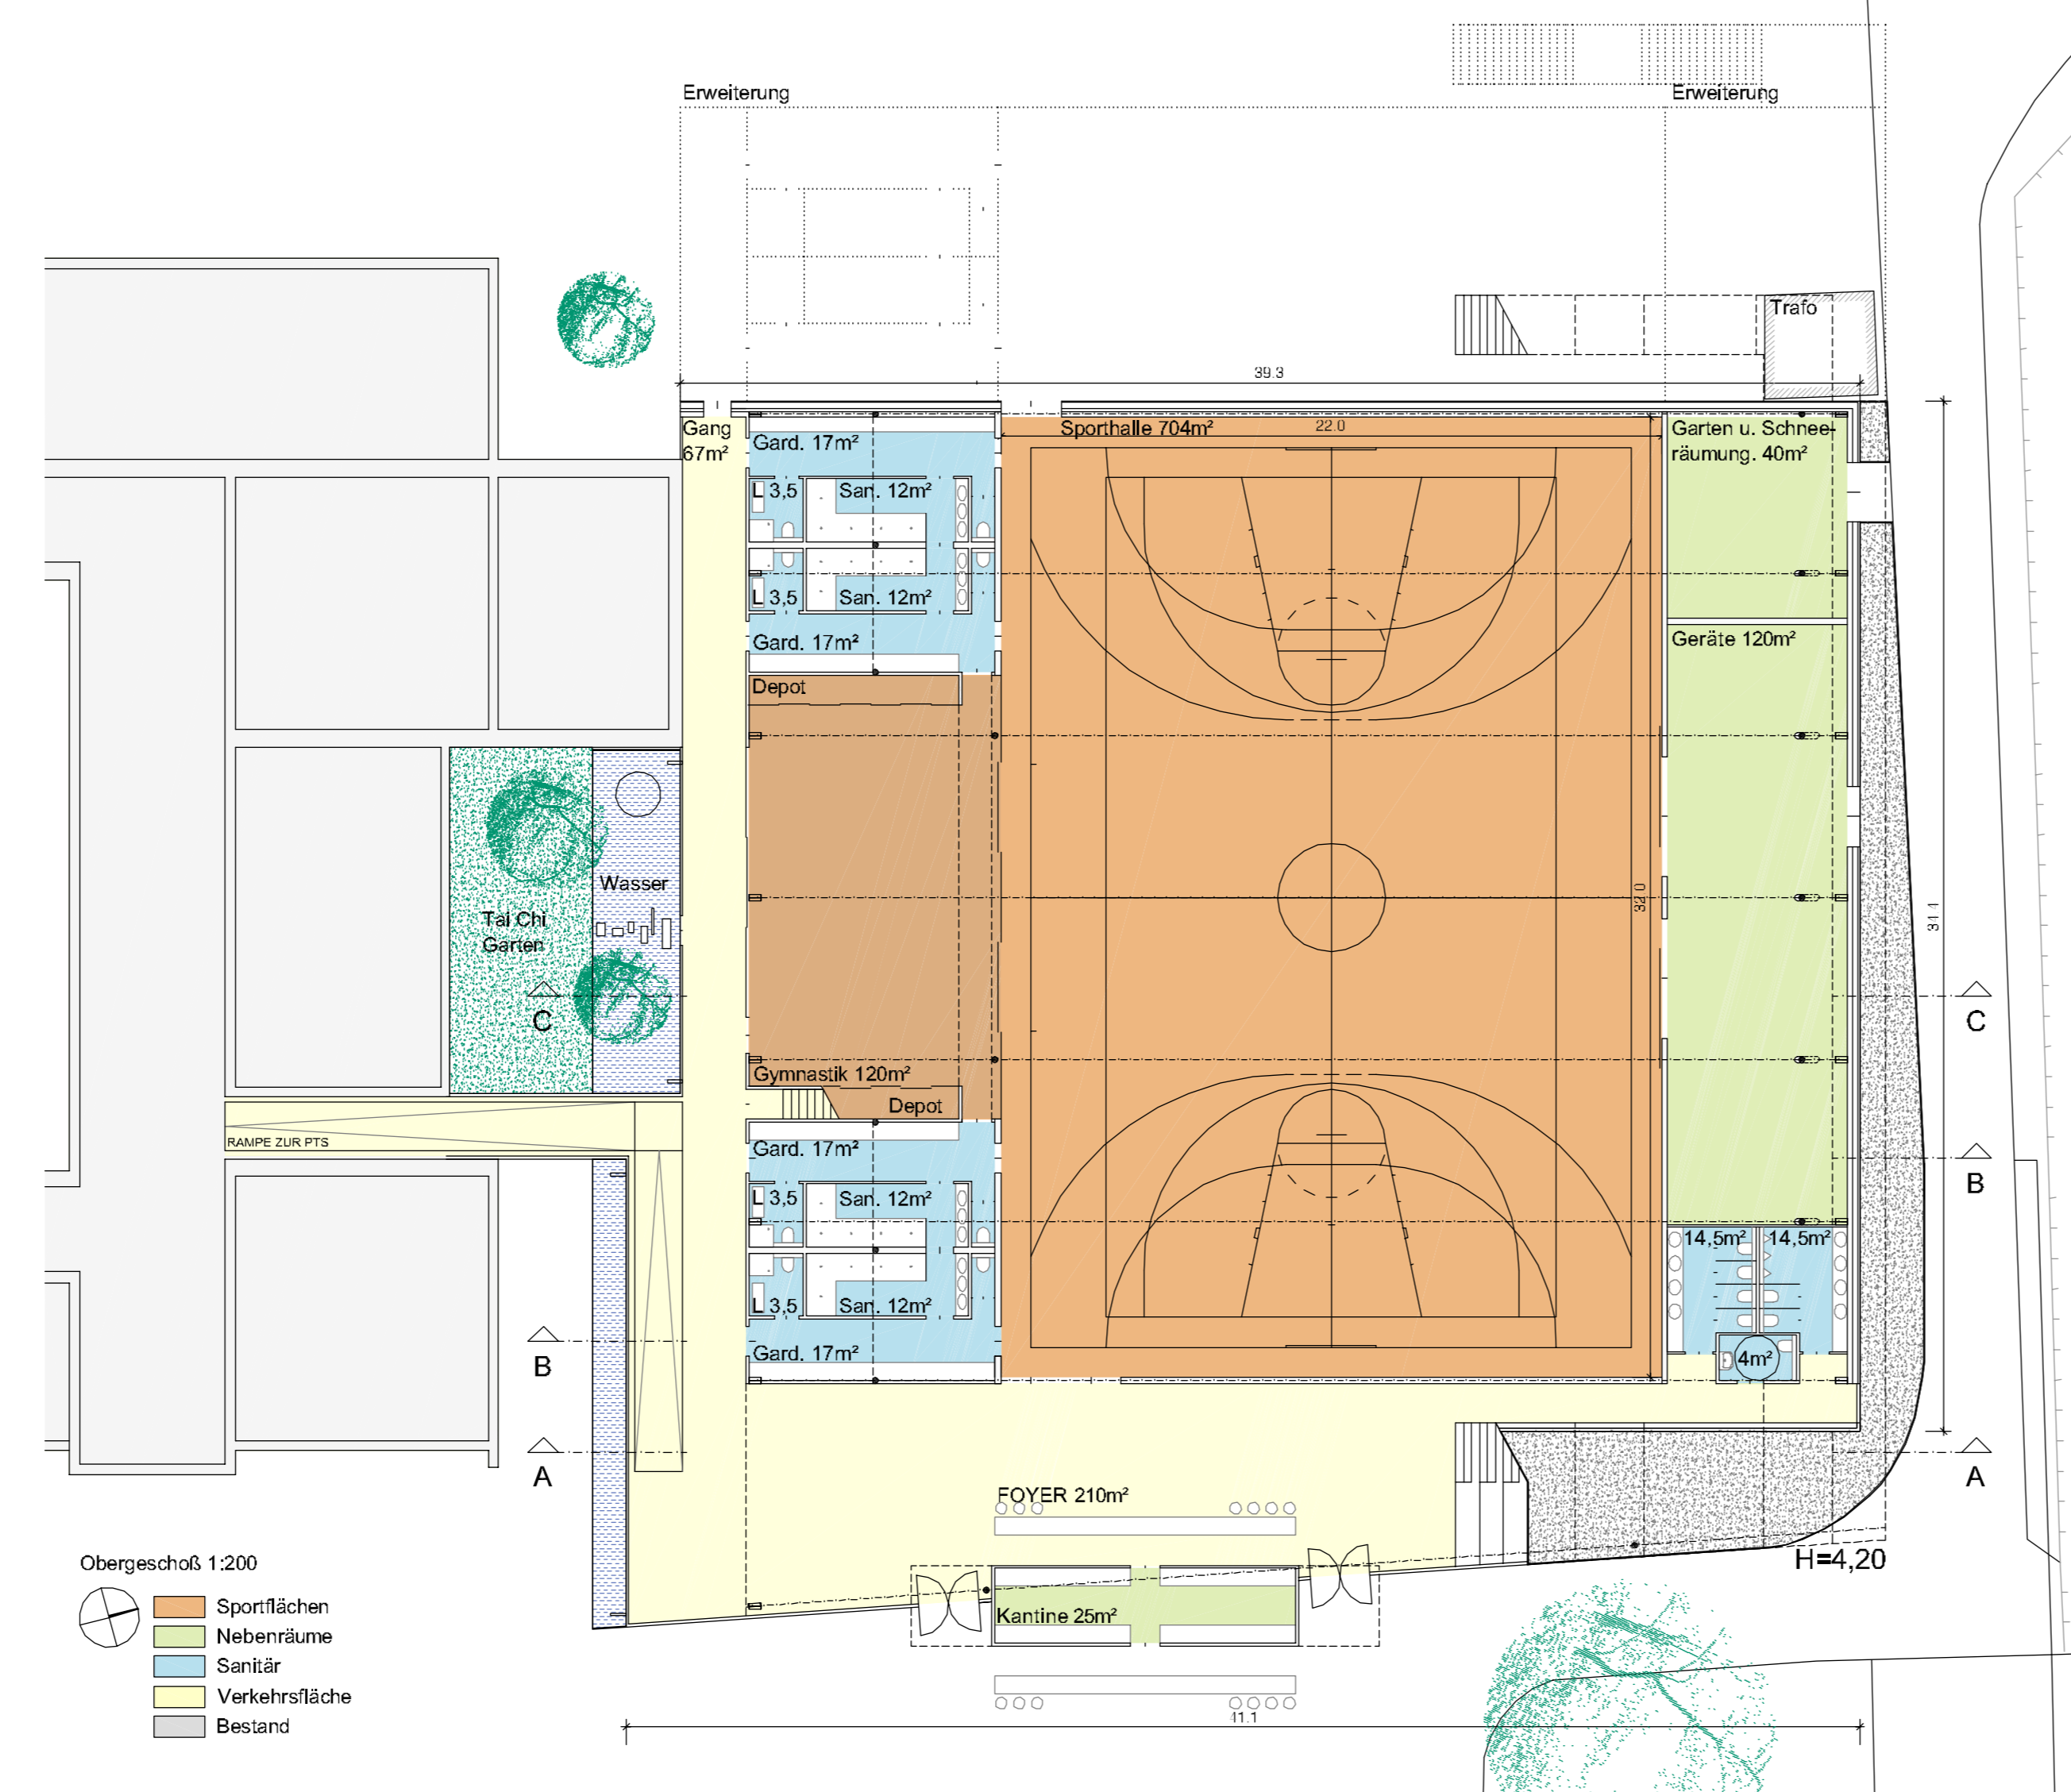 Erweiterung
Erweiterung
Trafo
39.3
Gang
67m²
Gard. 17m²
Sporthalle 704m²
22.0
Garten u. Schnee-
räumung. 40m²
L 3,5
San. 12m²
L 3,5
San. 12m²
Gard. 17m²
Geräte 120m²
Depot
Wasser
Tai Chi
Garten
32.0
34.4
C
C
Gymnastik 120m²
Depot
RAMPE ZUR PTS
Gard. 17m²
B
L 3,5
San. 12m²
14,5m²
14,5m²
L 3,5
San. 12m²
Gard. 17m²
4m²
B
A
A
FOYER 210m²
H=4,20
Kantine 25m²
41.1
Obergeschoß 1:200
Sportflächen
Nebenräume
Sanitär
Verkehrsfläche
Bestand